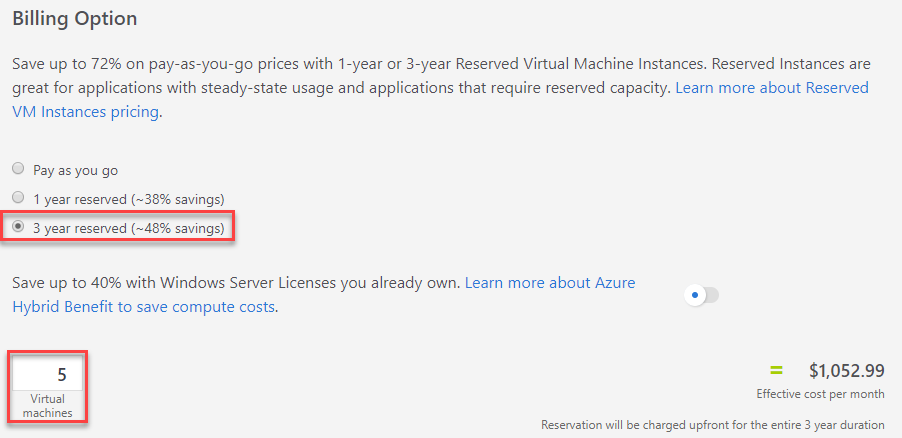 Billing Option
Save up to 72% on pay-as-you-go prices with 1-year or 3-year Reserved Virtual Machine Instances. Reserved Instances are
great for applications with steady-state usage and applications that require reserved capacity. Learn more about Reserved
VM Instances pricing.
Pay as you go
1 year reserved (~38% savings)
3 year reserved (~48% savings)
Save up to 40% with Windows Server Licenses you already own. Learn more about Azure
Hybrid Benefit to save compute costs.
5
Virtual
machines
= $1,052.99
Effective cost per month
Reservation will be charged upfront for the entire 3 year duration